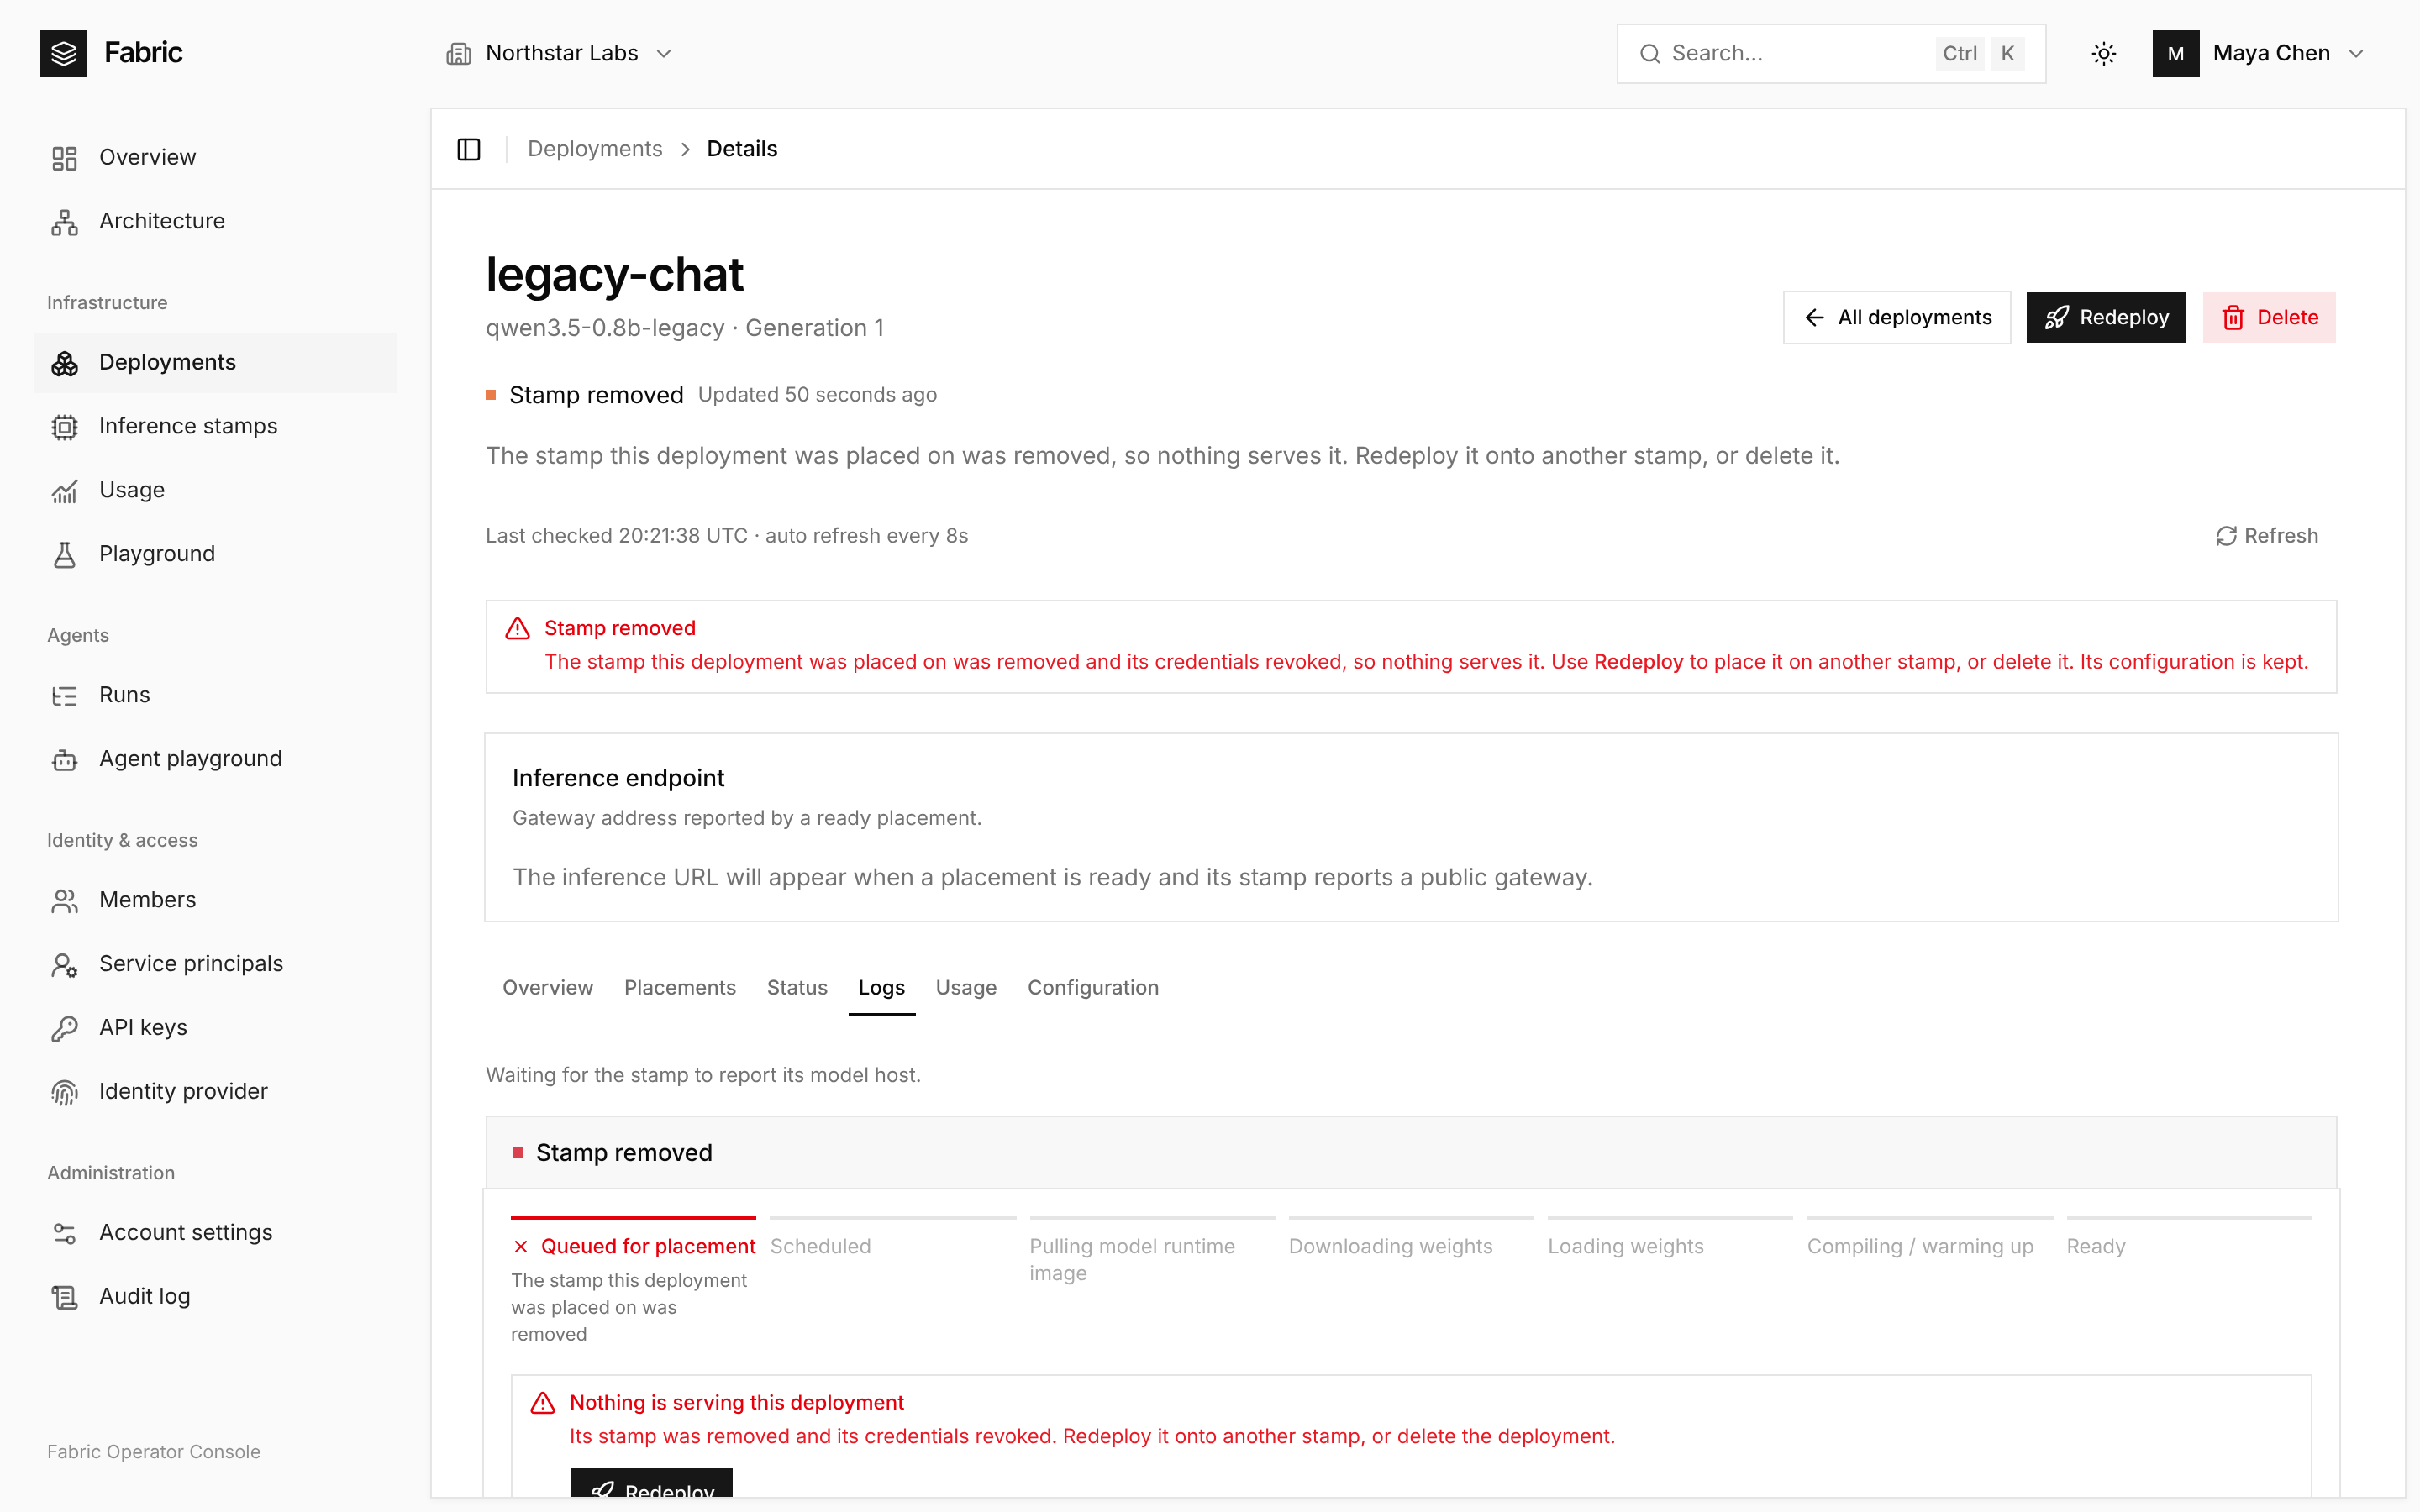 Fabric
Northstar Labs
Search...
Ctrl
K
M
Maya Chen
Overview
Architecture
Infrastructure
Deployments
Inference stamps
Usage
Playground
Agents
Runs
Agent playground
Identity & access
Members
Service principals
API keys
Identity provider
Administration
Account settings
Audit log
Fabric Operator Console
Deployments
Details
legacy-chat
qwen3.5-0.8b-legacy · Generation 1
All deployments
Redeploy
Delete
Stamp removed
Updated 50 seconds ago
The stamp this deployment was placed on was removed, so nothing serves it. Redeploy it onto another stamp, or delete it.
Last checked 20:21:38 UTC · auto refresh every 8s
Refresh
Stamp removed
The stamp this deployment was placed on was removed and its credentials revoked, so nothing serves it. Use Redeploy to place it on another stamp, or delete it. Its configuration is kept.
Inference endpoint
Gateway address reported by a ready placement.
The inference URL will appear when a placement is ready and its stamp reports a public gateway.
Overview
Placements
Status
Logs
Usage
Configuration
Waiting for the stamp to report its model host.
Stamp removed
Queued for placement
The stamp this deployment
was placed on was
removed
Scheduled
Pulling model runtime
image
Downloading weights
Loading weights
Compiling / warming up
Ready
Nothing is serving this deployment
Its stamp was removed and its credentials revoked. Redeploy it onto another stamp, or delete the deployment.
Redeploy